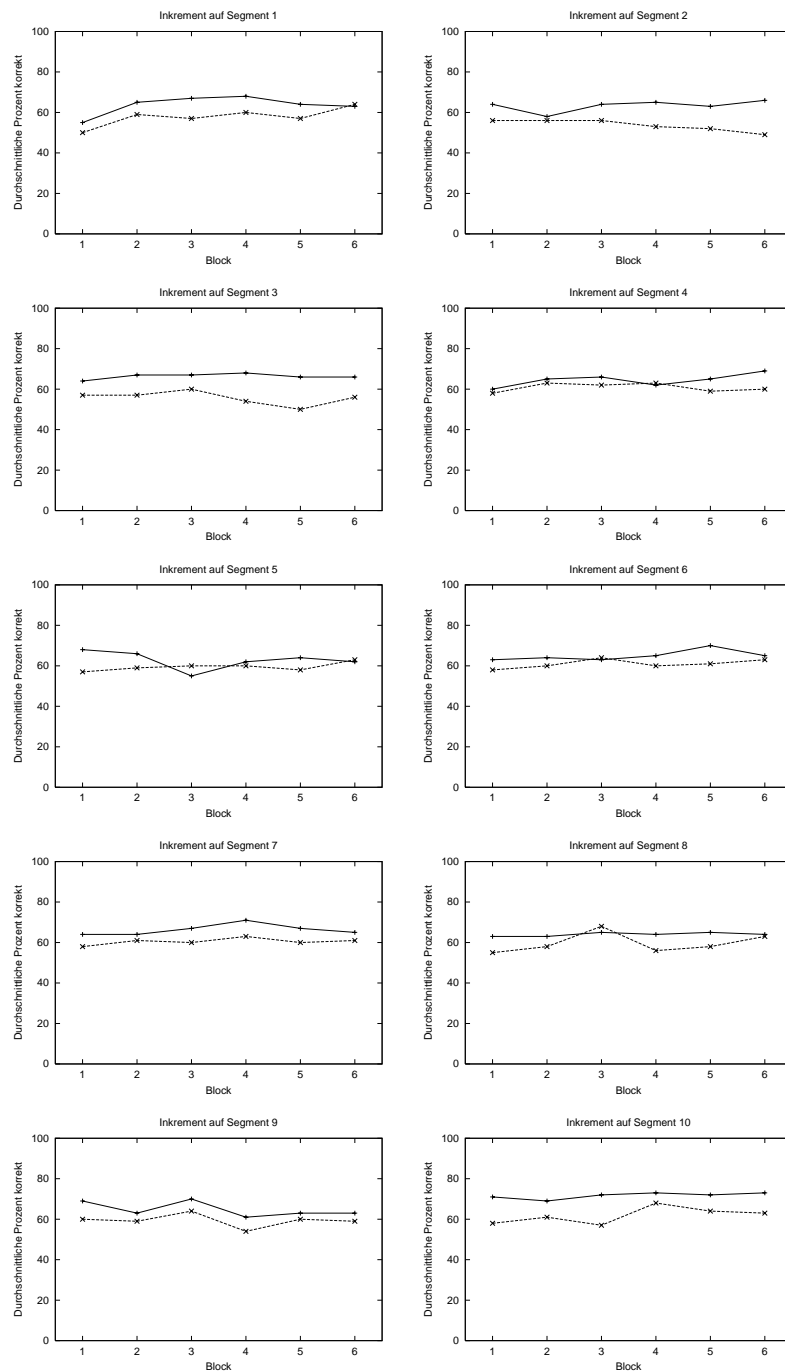 Inkrement auf Segment 1
Durchschnittliche Prozent korrekt
100
80
60
40
20
0
1 2 3 4 5 6
Block
Inkrement auf Segment 2
Durchschnittliche Prozent korrekt
100
80
60
40
20
0
1 2 3 4 5 6
Block
Inkrement auf Segment 3
Durchschnittliche Prozent korrekt
100
80
60
40
20
0
1 2 3 4 5 6
Block
Inkrement auf Segment 4
Durchschnittliche Prozent korrekt
100
80
60
40
20
0
1 2 3 4 5 6
Block
Inkrement auf Segment 5
Durchschnittliche Prozent korrekt
100
80
60
40
20
0
1 2 3 4 5 6
Block
Inkrement auf Segment 6
Durchschnittliche Prozent korrekt
100
80
60
40
20
0
1 2 3 4 5 6
Block
Inkrement auf Segment 7
Durchschnittliche Prozent korrekt
100
80
60
40
20
0
1 2 3 4 5 6
Block
Inkrement auf Segment 8
Durchschnittliche Prozent korrekt
100
80
60
40
20
0
1 2 3 4 5 6
Block
Inkrement auf Segment 9
Durchschnittliche Prozent korrekt
100
80
60
40
20
0
1 2 3 4 5 6
Block
Inkrement auf Segment 10
Durchschnittliche Prozent korrekt
100
80
60
40
20
0
1 2 3 4 5 6
Block